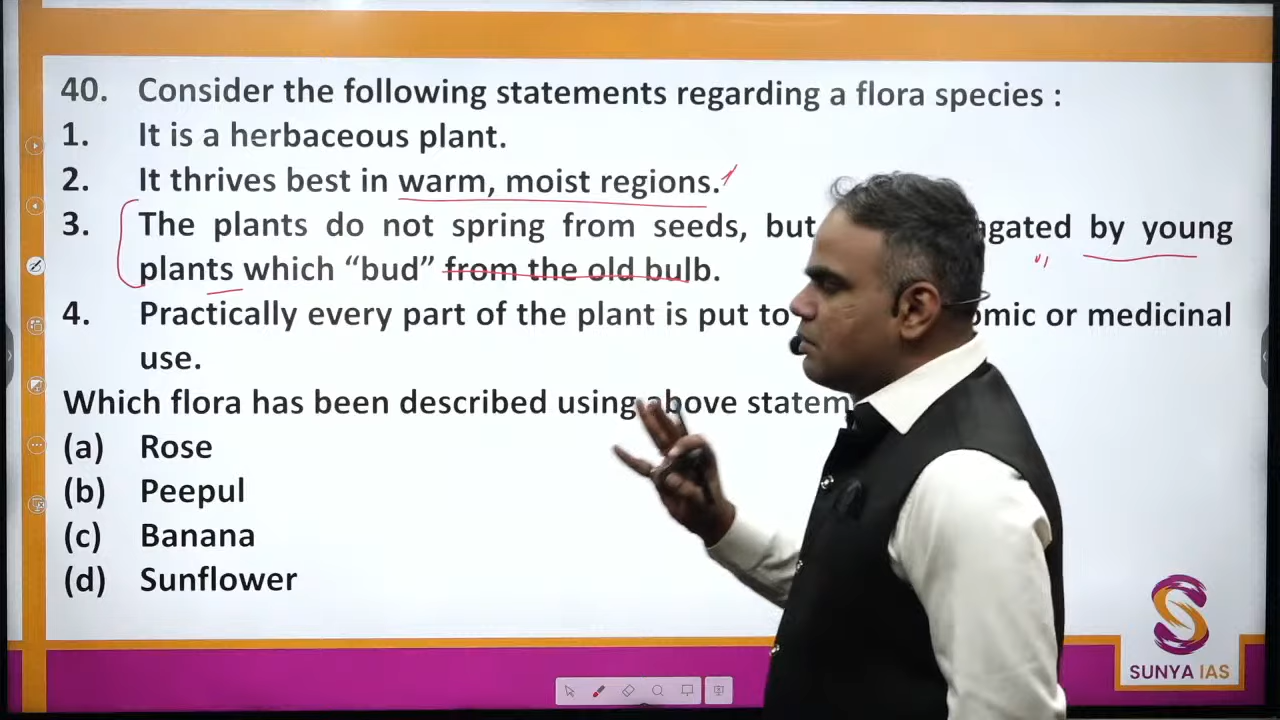 40. Consider the following statements regarding a flora species :
1. It is a herbaceous plant.
2. It thrives best in warm, moist regions.
3. The plants do not spring from seeds, but by young
plants which “bud” from the old bulb.
4. Practically every part of the plant is put to or medicinal
use.
Which flora has been described using above
(a) Rose
(b) Peepul
(c) Banana
(d) Sunflower
SUNYA IAS